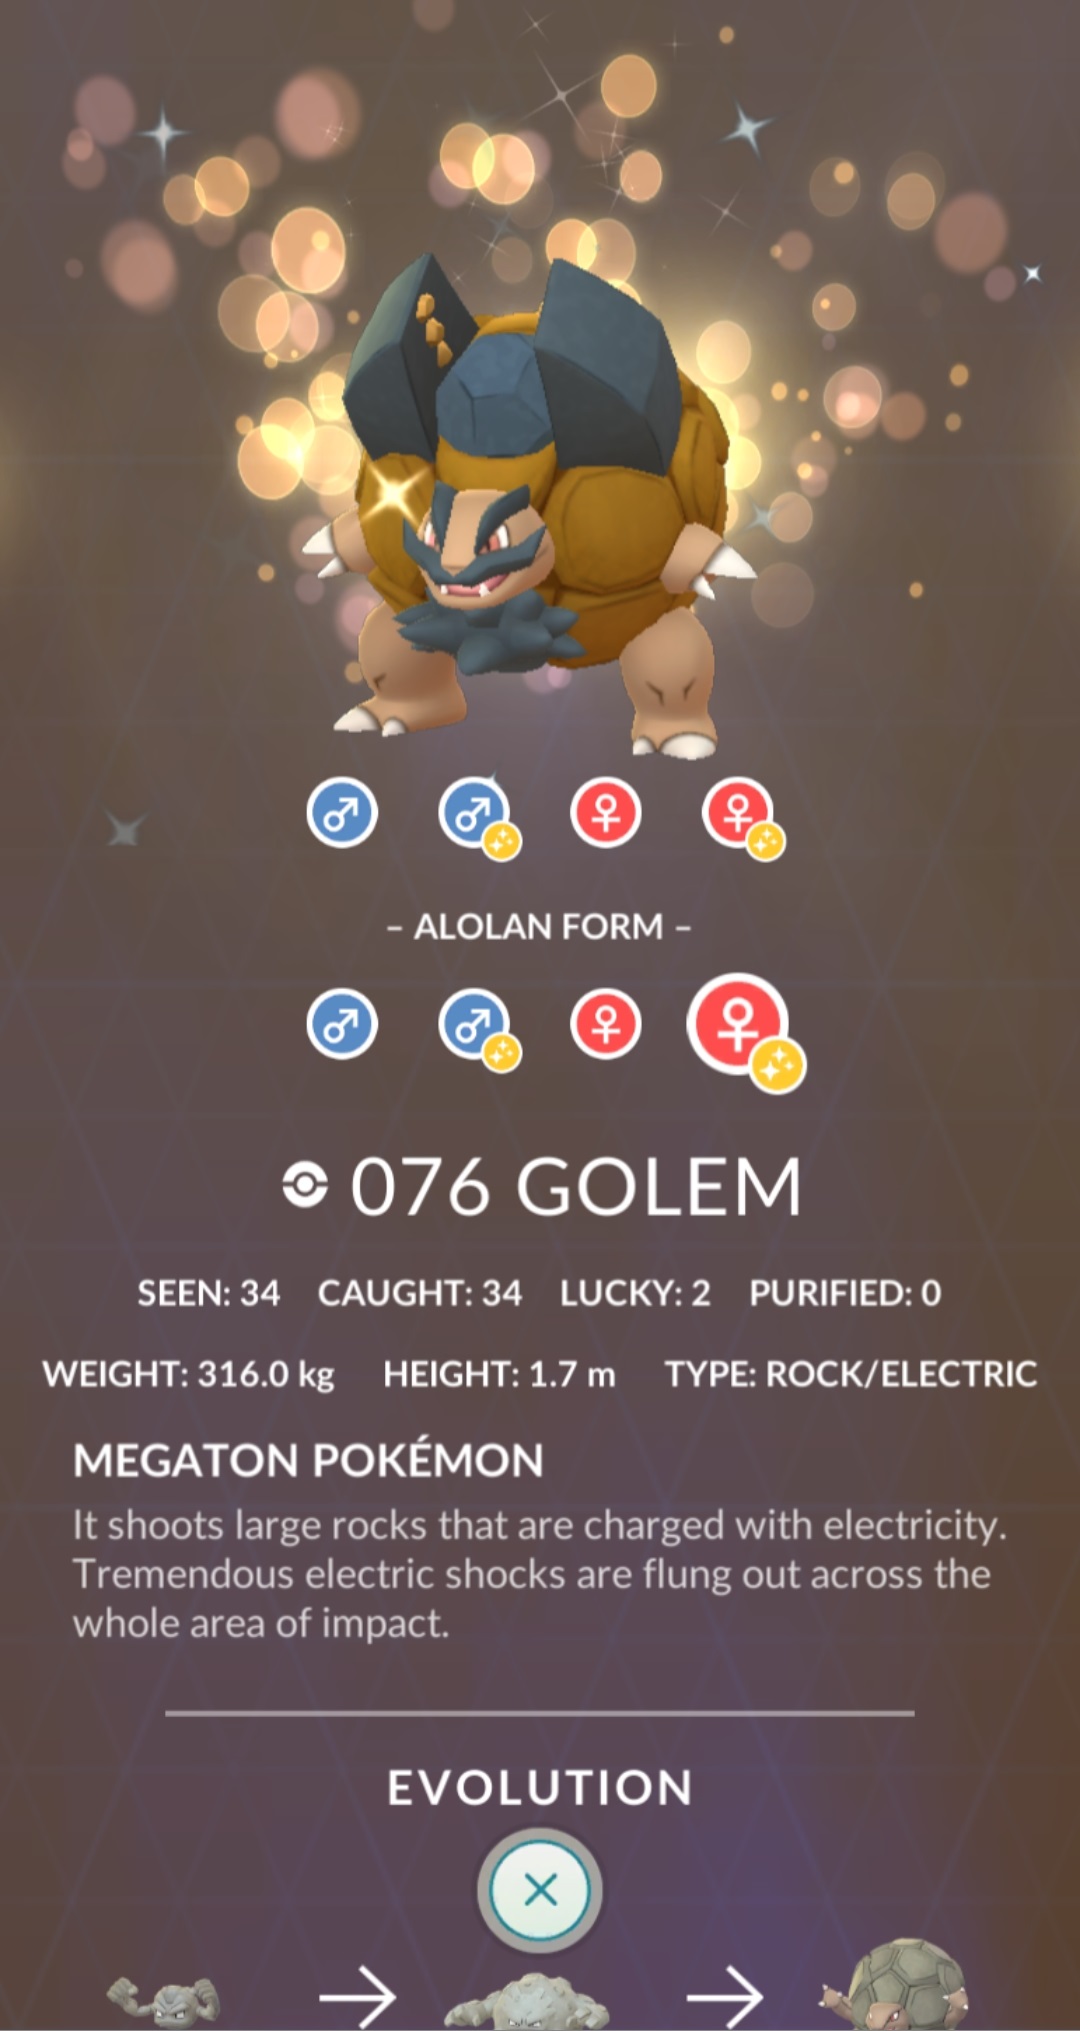 – ALOLAN FORM –
076 GOLEM
SEEN: 34 CAUGHT: 34 LUCKY: 2 PURIFIED: 0
WEIGHT: 316.0 kg HEIGHT: 1.7 m TYPE: ROCK/ELECTRIC
MEGATON POKÉMON
It shoots large rocks that are charged with electricity.
Tremendous electric shocks are flung out across the
whole area of impact.
EVOLUTION